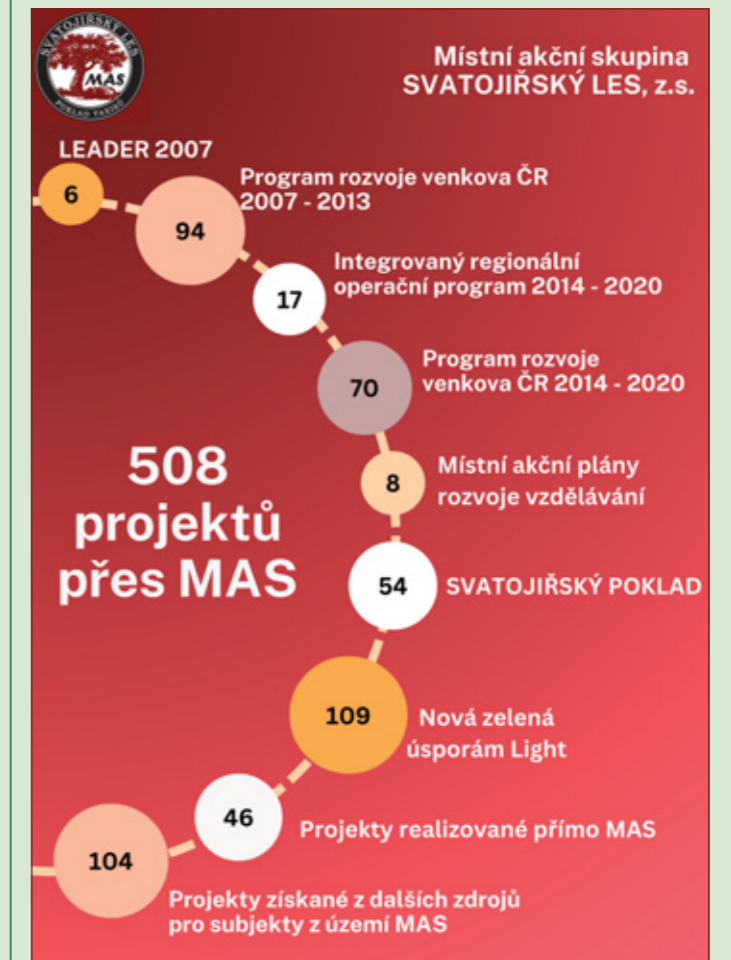 SVATOJIŘSKÝ LES
MAS
Místní akční skupina
SVATOJIŘSKÝ LES, z.s.
LEADER 2007
6
Program rozvoje venkova ČR
2007 - 2013
94
Integrovaný regionální
operační program 2014 - 2020
17
Program rozvoje
venkova ČR 2014 - 2020
70
508
projektů
přes MAS
Místní akční plány
rozvoje vzdělávání
8
54
SVATOJIŘSKÝ POKLAD
109
Nová zelená
úsporám Light
46
Projekty realizované přímo MAS
104
Projekty získané z dalších zdrojů
pro subjekty z území MAS